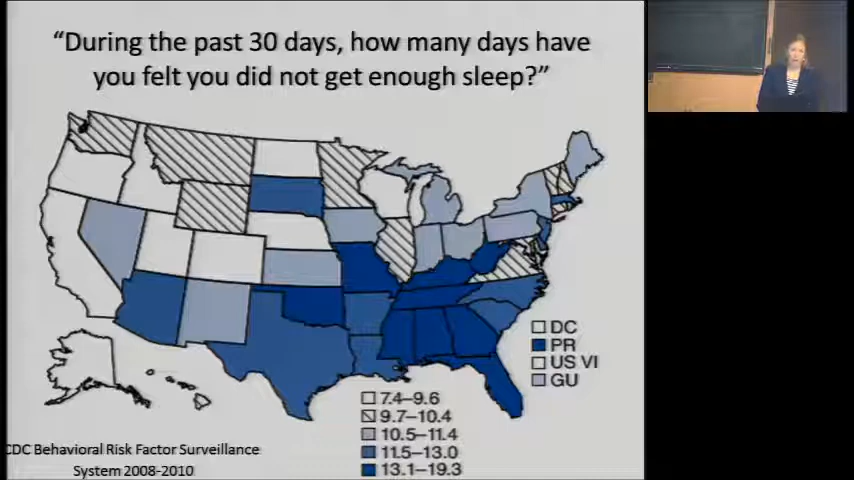 “During the past 30 days, how many days have
you felt you did not get enough sleep?”
DC
PR
US VI
GU
7.4–9.6
9.7–10.4
10.5–11.4
11.5–13.0
13.1–19.3
CDC Behavioral Risk Factor Surveillance
System 2008-2010